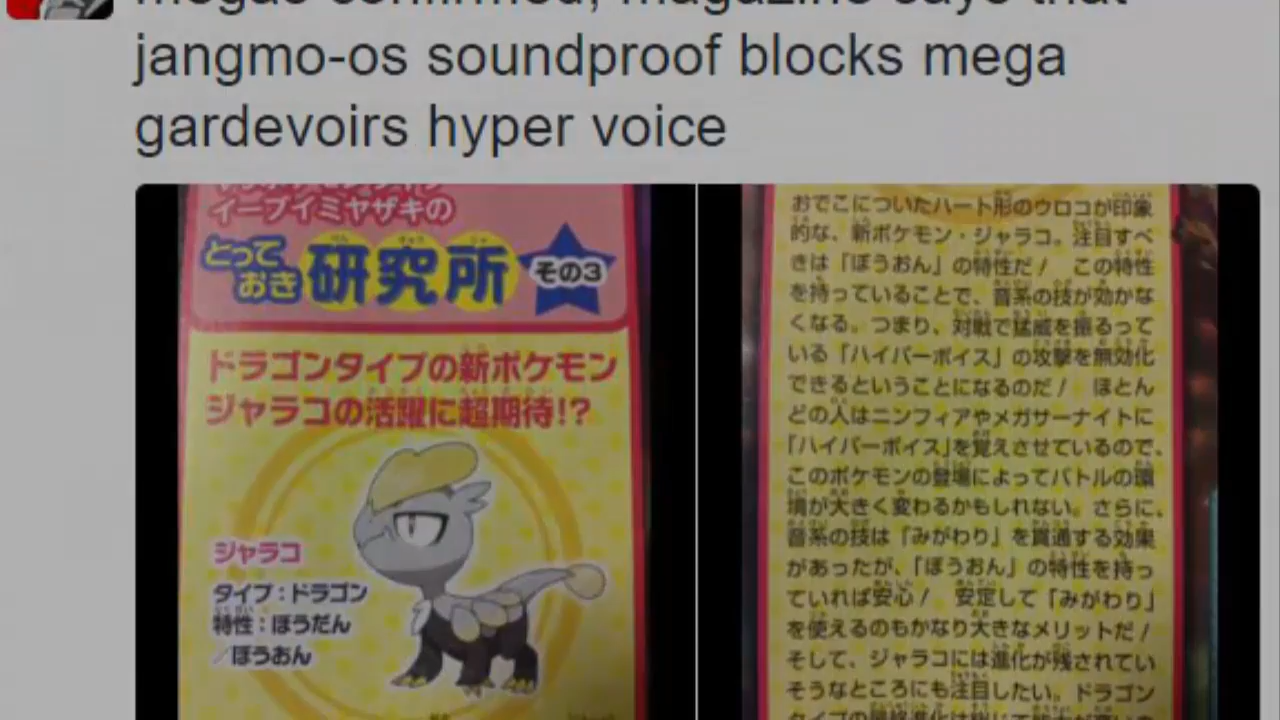 megas confirmed, magazine says that
jangmo-os soundproof blocks mega
gardevoirs hyper voice
イーブイミヤザキの
とって
おき
研究所
その3
ドラゴンタイプの新ポケモン
ジャラコの活躍に超期待!?
ジャラコ
タイプ:ドラゴン
特性:ぼうだん
/ぼうおん
おでこについたハート形のウロコが印象
的な、新ポケモン・ジャラコ。注目すべ
きは「ぼうおん」の特性だ! この特性
を持っていることで、音系の技が効かな
くなる。つまり、対戦で猛威を振るって
いる「ハイパーボイス」の攻撃を無効化
できるということになるのだ! ほとん
どの人はニンフィアやメガサーナイトに
「ハイパーボイス」を覚えさせているので、
このポケモンの登場によってバトルの環
境が大きく変わるかもしれない。さらに、
音系の技は「みがわり」を貫通する効果
があったが、「ぼうおん」の特性を持っ
ていれば安心! 安定して「みがわり」
を使えるのもかなり大きなメリットだ!
そして、ジャラコには進化が残されてい
そうなところにも注目したい。ドラゴン